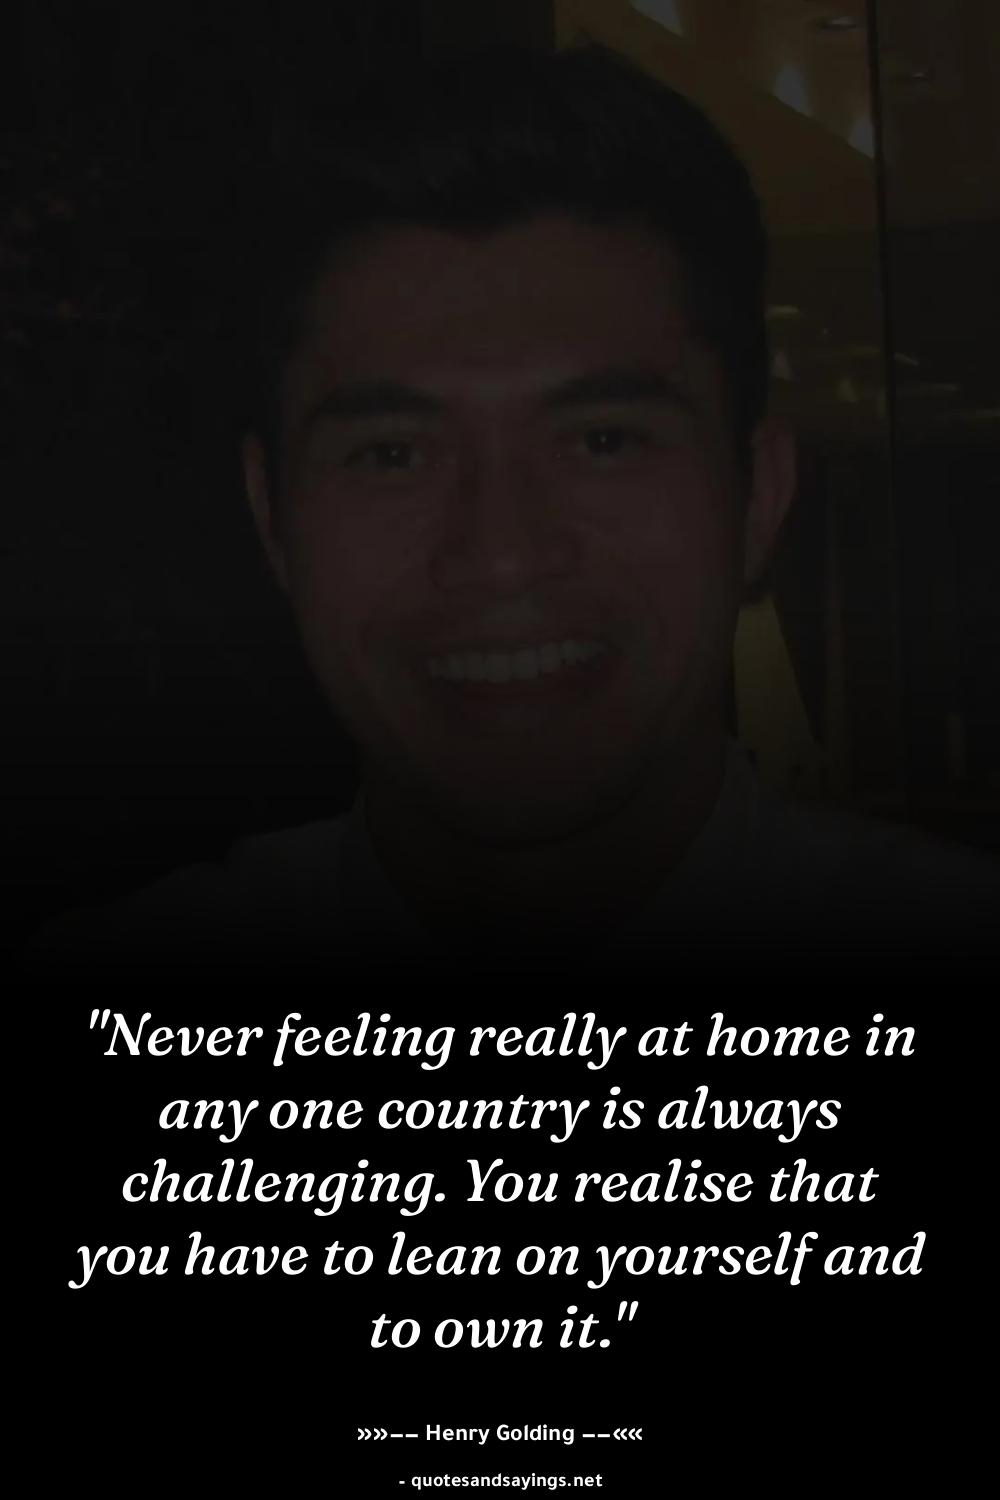 "Never feeling really at home in
any one country is always
challenging. You realise that
you have to lean on yourself and
to own it."
»»−− Henry Golding −−««
- quotesandsayings.net